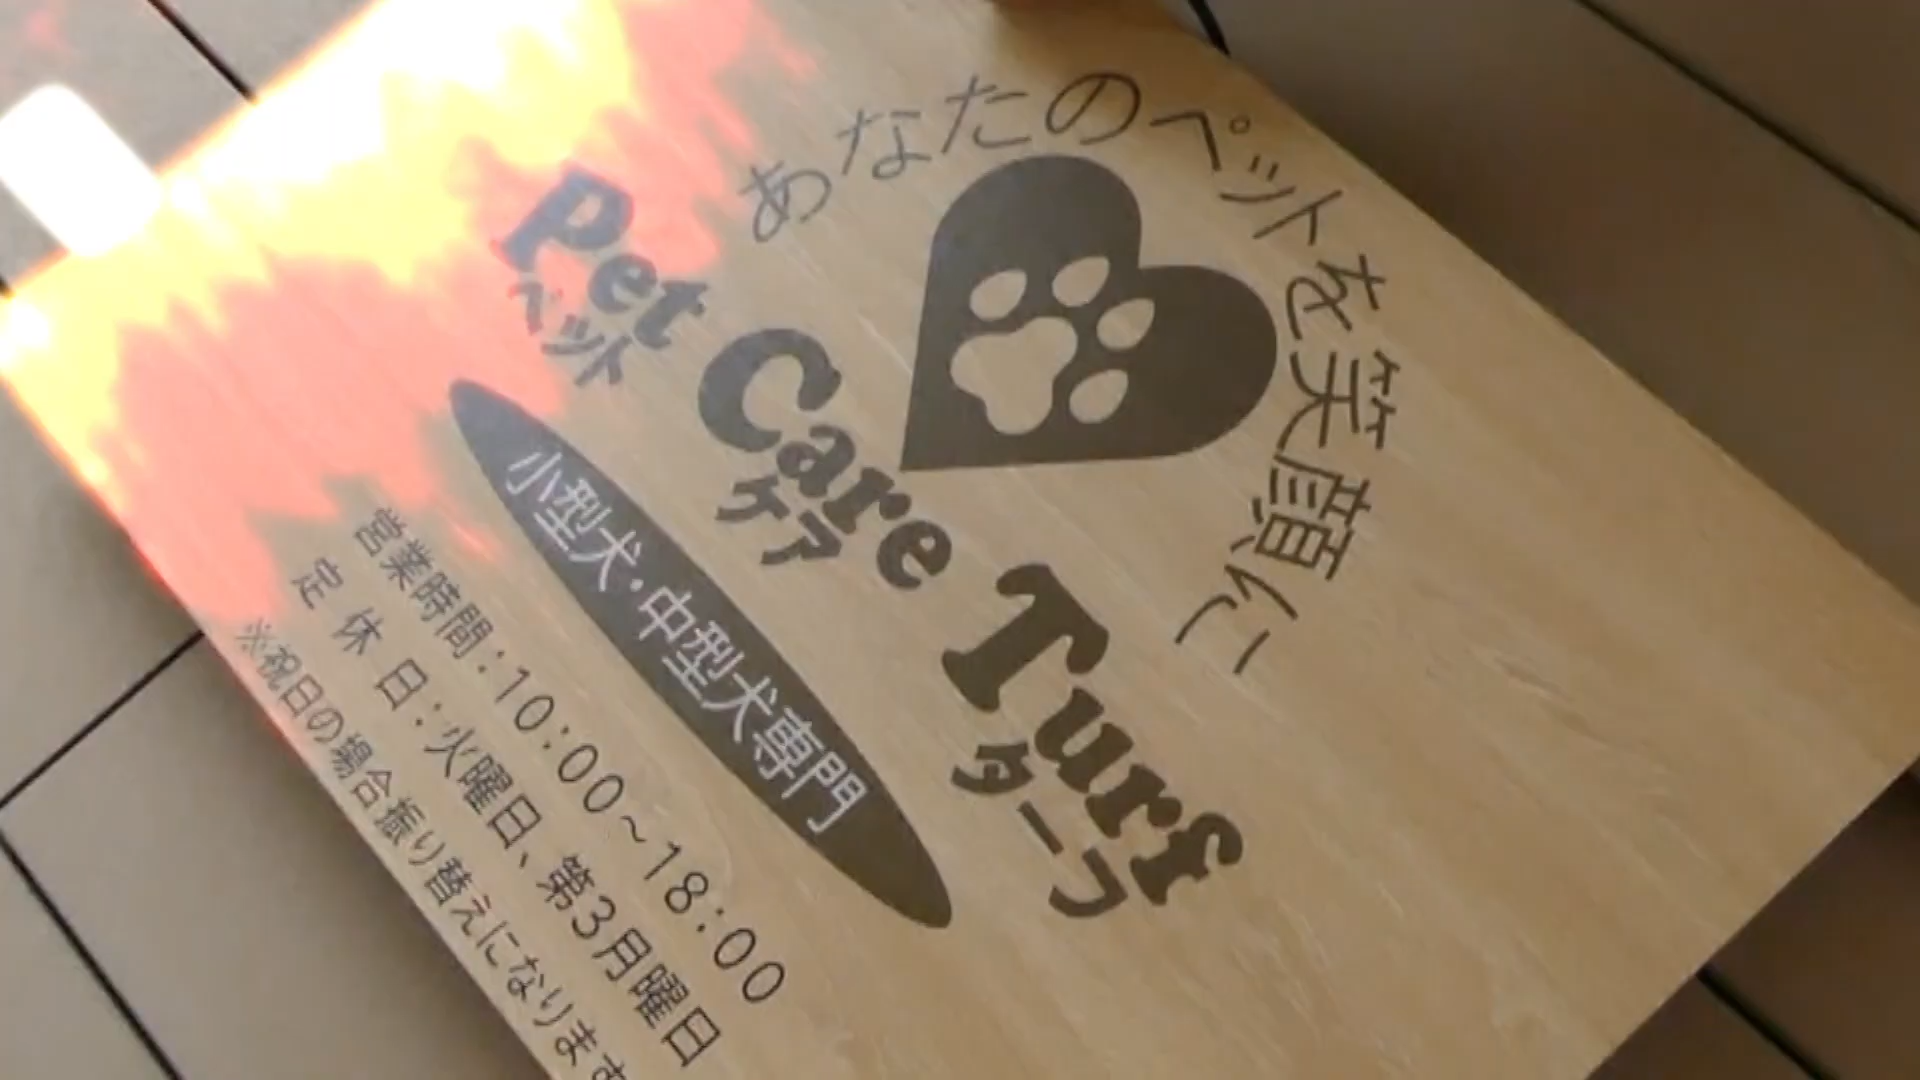 あなたのペットを笑顔に
Pet Care Turf
ペット ケア ターフ
小型犬・中型犬専門
営業時間：10：00～18：00
定休日：火曜日、第3月曜日
※祝日の場合振り替えになります